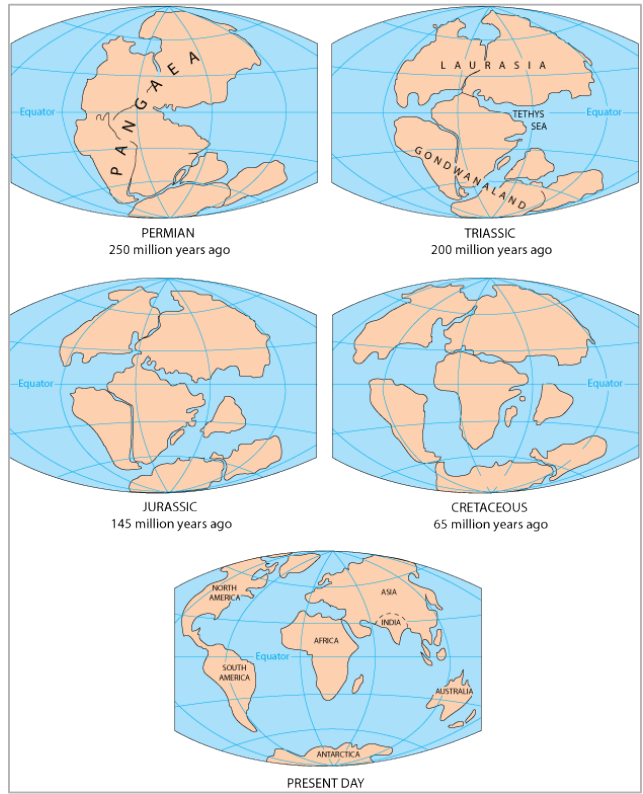 PANGAEA
Equator
PERMIAN
250 million years ago
LAURASIA
TETHYS
SEA
Equator
GONDWANALAND
TRIASSIC
200 million years ago
Equator
JURASSIC
145 million years ago
Equator
CRETACEOUS
65 million years ago
NORTH
AMERICA
ASIA
INDIA
AFRICA
Equator
SOUTH
AMERICA
AUSTRALIA
ANTARCTICA
PRESENT DAY